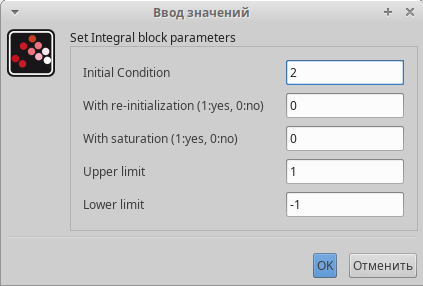 Ввод значений
Set Integral block parameters
Initial Condition 2
With re-initialization (1:yes, 0:no) 0
With saturation (1:yes, 0:no) 0
Upper limit 1
Lower limit -1
OK Отменить